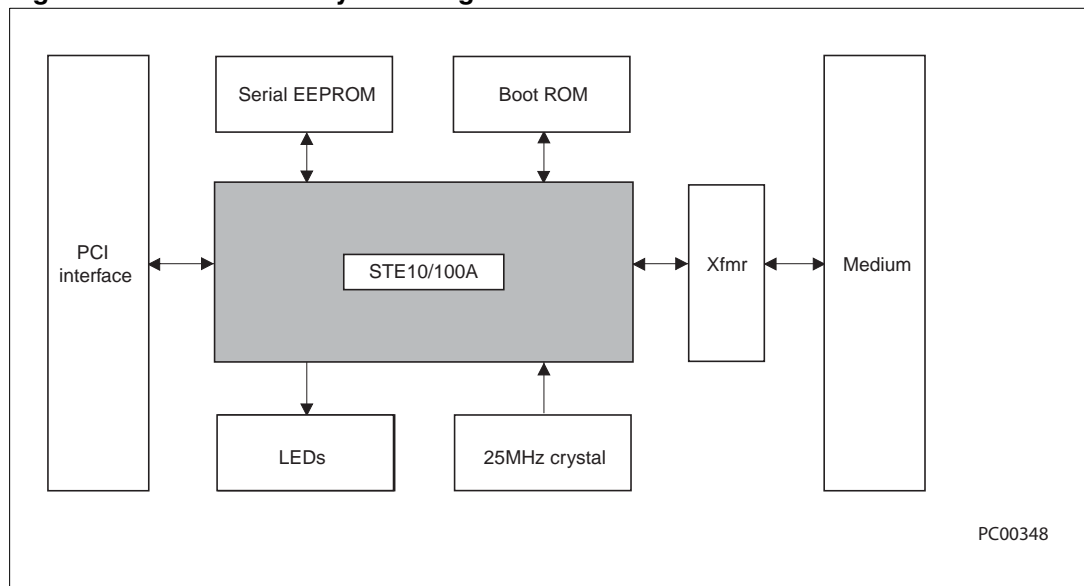 Serial EEPROM
Boot ROM
PCI
interface
STE10/100A
Xfmr
Medium
LEDs
25MHz crystal
PC00348